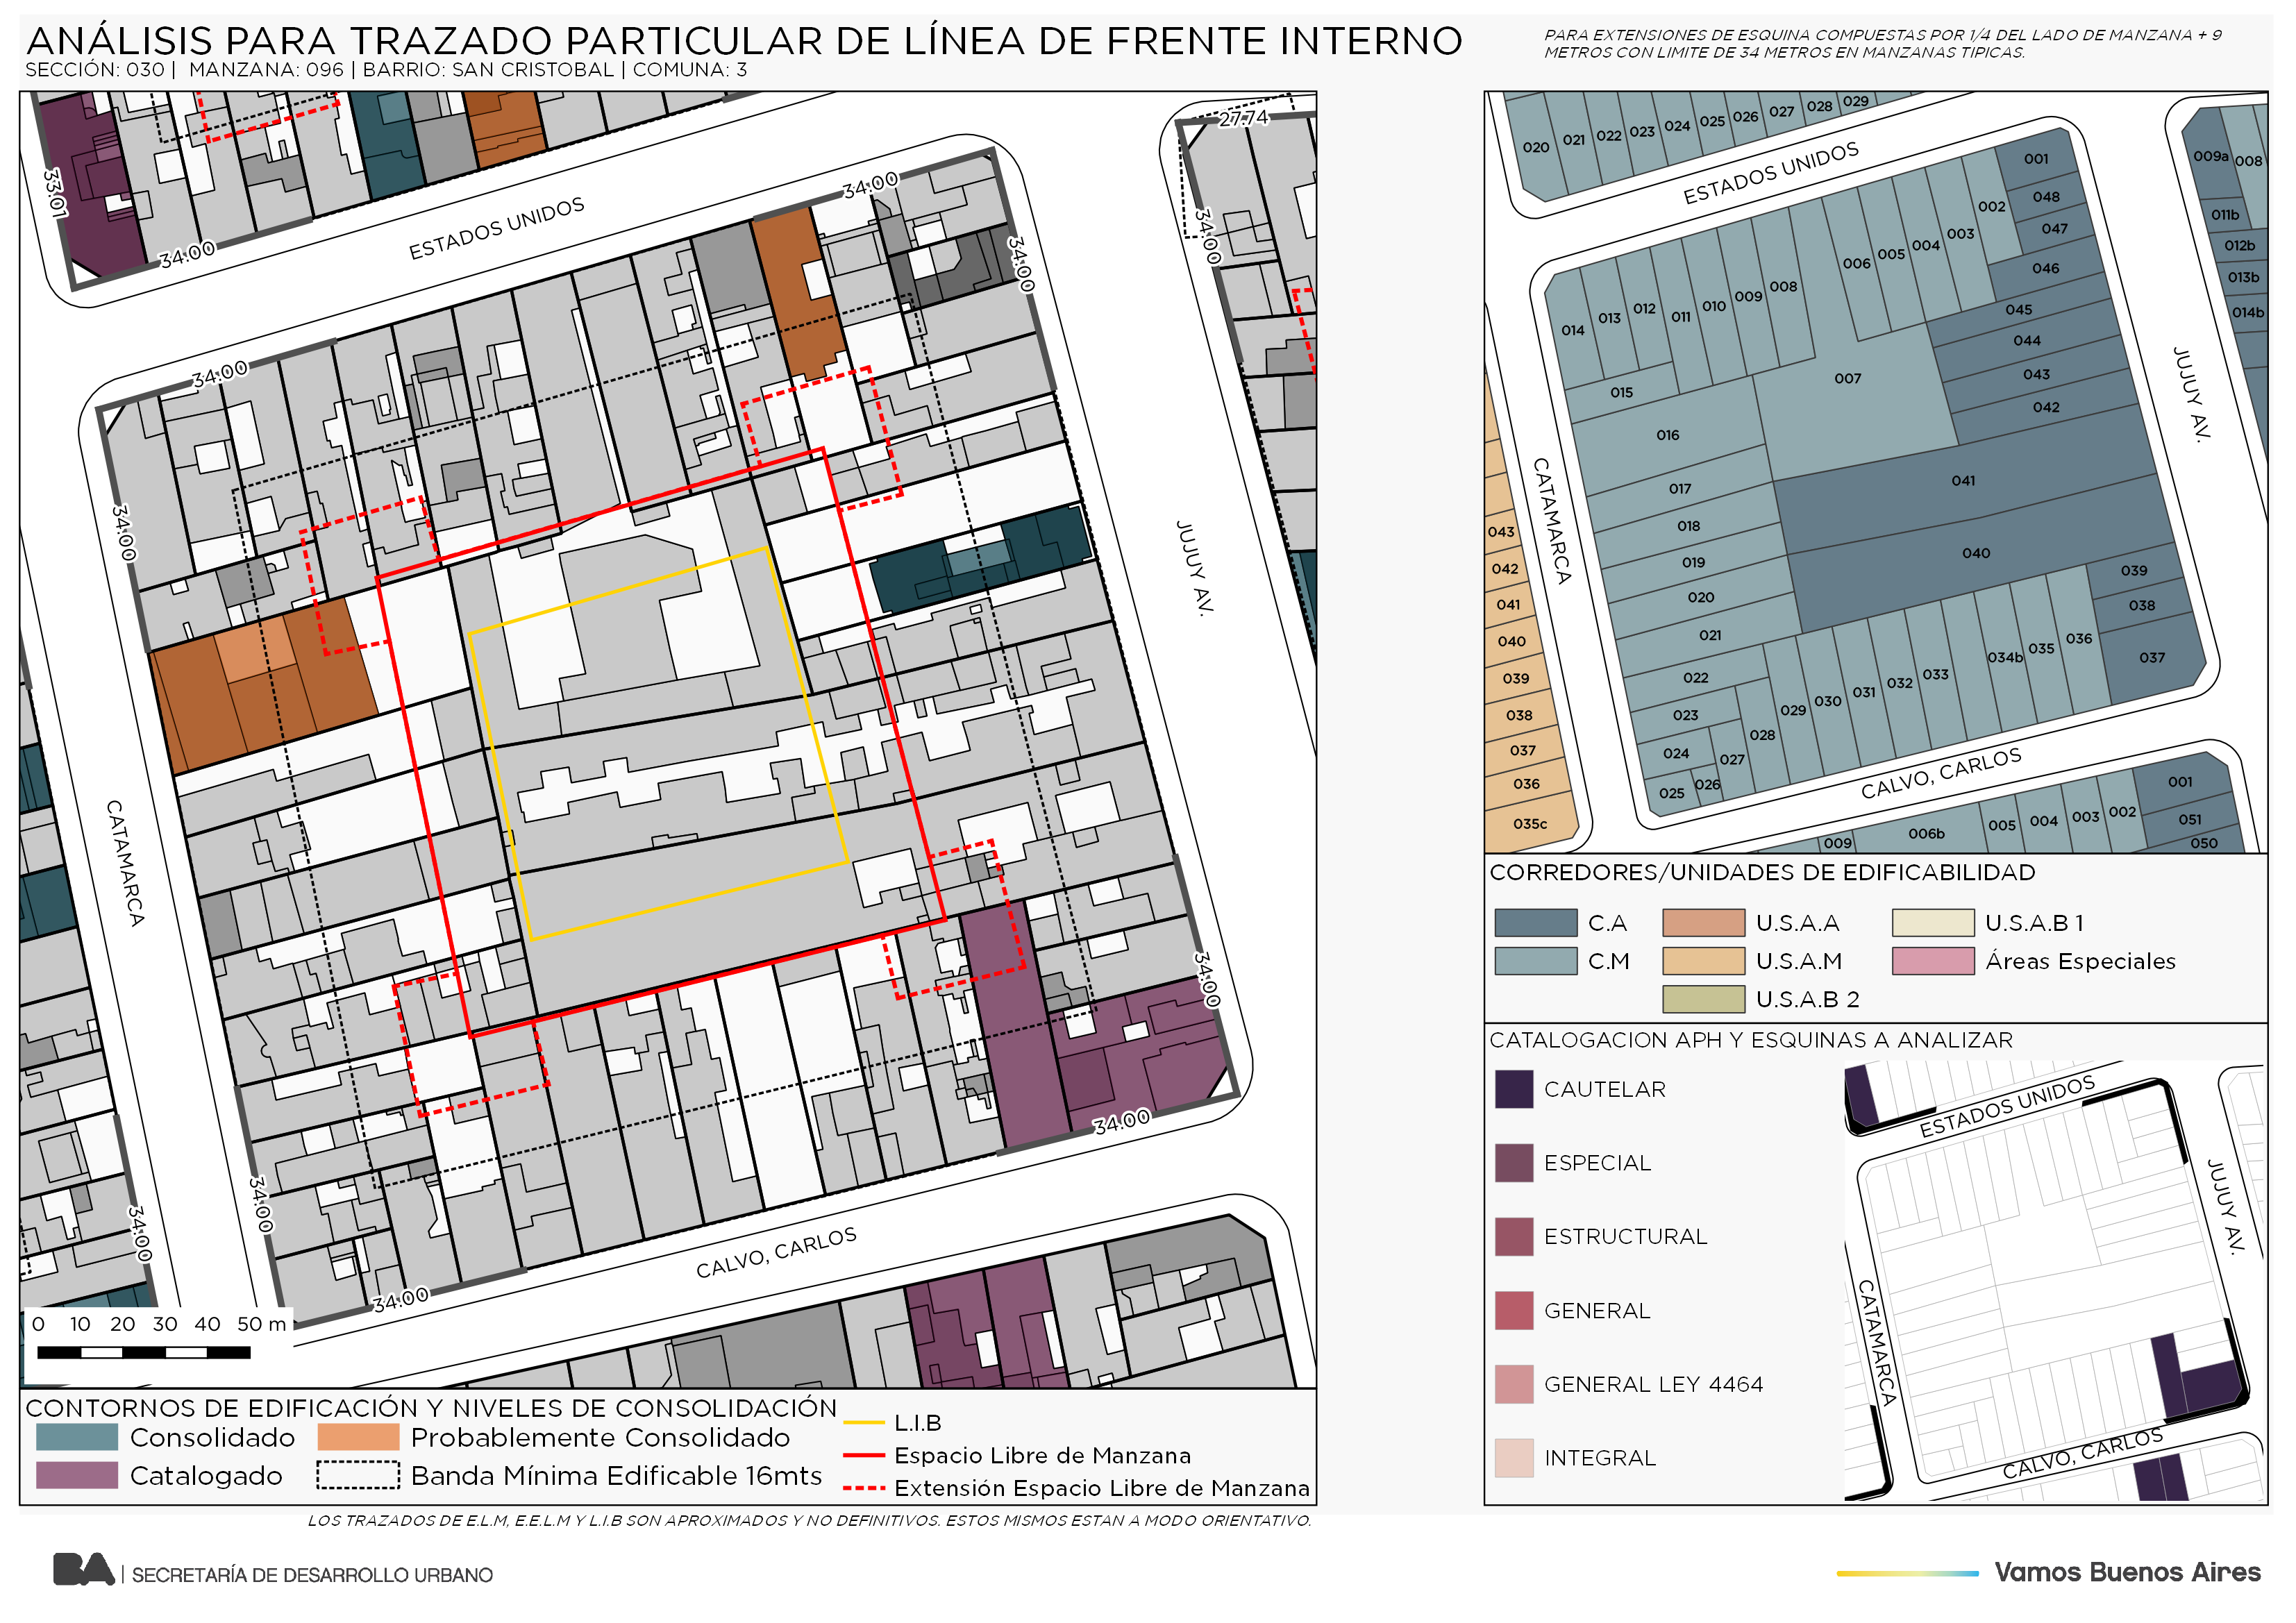 ANÁLISIS PARA TRAZADO PARTICULAR DE LÍNEA DE FRENTE INTERNO
SECCIÓN: 030 | MANZANA: 096 | BARRIO: SAN CRISTOBAL | COMUNA: 3
PARA EXTENSIONES DE ESQUINA COMPUESTAS POR 1/4 DEL LADO DE MANZANA + 9
METROS CON LIMITE DE 34 METROS EN MANZANAS TIPICAS.
33.01
34.00
ESTADOS UNIDOS
34.00
34.00
27.74
34.00
34.00
34.00
CATAMARCA
JUJUY AV.
34.00
34.00
34.00
34.00
34.00
CALVO, CARLOS
0 10 20 30 40 50 m
CONTORNOS DE EDIFICACIÓN Y NIVELES DE CONSOLIDACIÓN
Consolidado
Probablemente Consolidado
Catalogado
Banda Mínima Edificable 16mts
L.I.B
Espacio Libre de Manzana
Extensión Espacio Libre de Manzana
LOS TRAZADOS DE E.L.M, E.E.L.M Y L.I.B SON APROXIMADOS Y NO DEFINITIVOS. ESTOS MISMOS ESTAN A MODO ORIENTATIVO.
020 021 022 023 024 025 026 027 028 029
ESTADOS UNIDOS
009a 008
011b
012b
013b
014b
001
048
047
046
045
044
043
042
041
040
039
038
037
002
003
004
005
006
007
008
009
010
011
012
013
014
015
016
017
018
019
020
021
022
023
024
025
026
027
028
029
030
031
032
033
034b
035
036
CATAMARCA
JUJUY AV.
043
042
041
040
039
038
037
036
035c
CALVO, CARLOS
009 006b 005 004 003 002 001
051
050
CORREDORES/UNIDADES DE EDIFICABILIDAD
C.A
U.S.A.A
U.S.A.B 1
C.M
U.S.A.M
Áreas Especiales
U.S.A.B 2
CATALOGACION APH Y ESQUINAS A ANALIZAR
CAUTELAR
ESPECIAL
ESTRUCTURAL
GENERAL
GENERAL LEY 4464
INTEGRAL
ESTADOS UNIDOS
JUJUY AV.
CATAMARCA
CALVO, CARLOS
BA | SECRETARÍA DE DESARROLLO URBANO
Vamos Buenos Aires